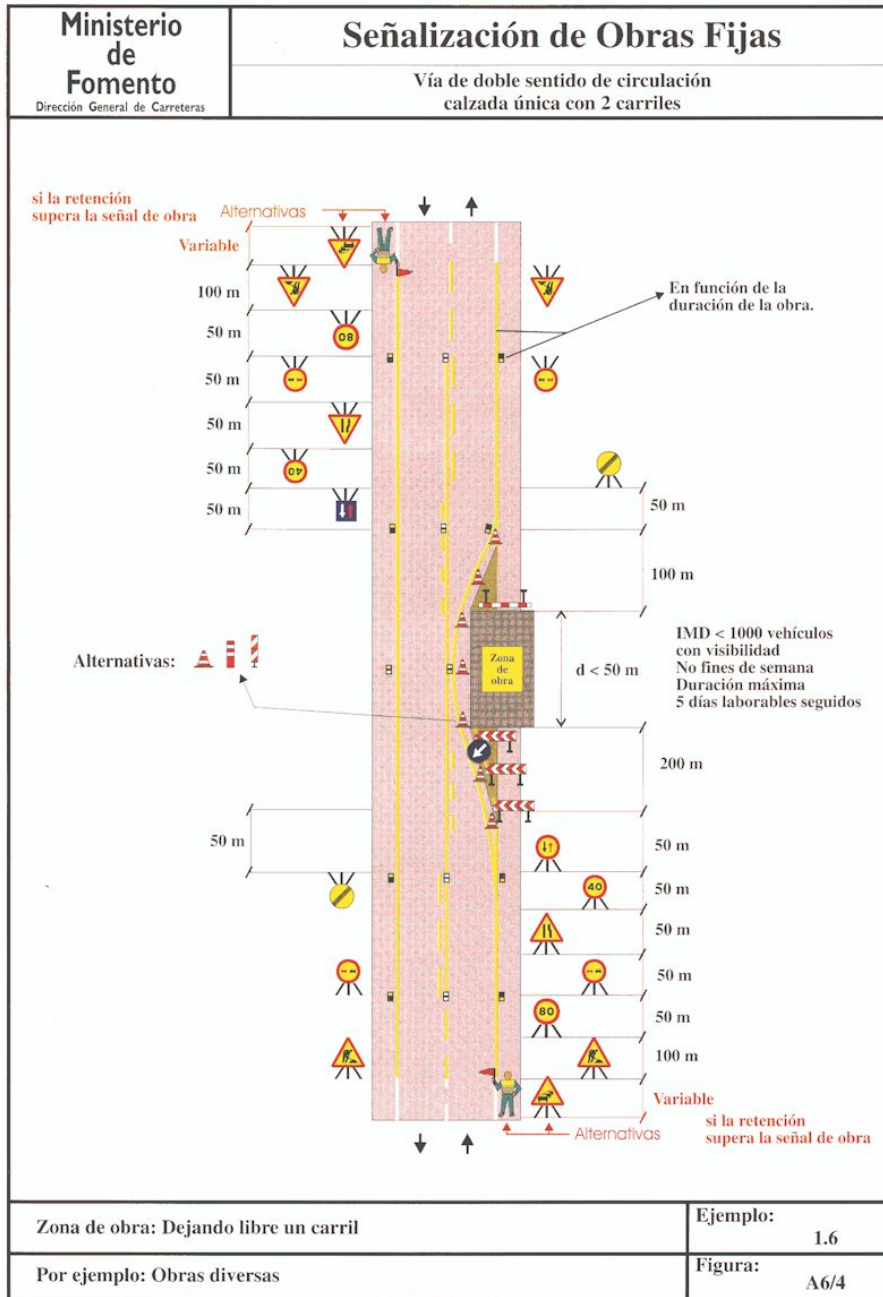 Ministerio
de
Fomento
Dirección General de Carreteras
Señalización de Obras Fijas
Vía de doble sentido de circulación
calzada única con 2 carriles
si la retención
supera la señal de obra
Alternativas
Variable
100 m
En función de la
duración de la obra.
80
50 m
50 m
50 m
50 m
40
50 m
50 m
100 m
Alternativas:
Zona
de
obra
d < 50 m
IMD < 1000 vehículos
con visibilidad
No fines de semana
Duración máxima
5 días laborables seguidos
200 m
50 m
50 m
40
50 m
50 m
50 m
80
50 m
100 m
Variable
Alternativas
si la retención
supera la señal de obra
Zona de obra: Dejando libre un carril
Ejemplo:
1.6
Por ejemplo: Obras diversas
Figura:
A6/4